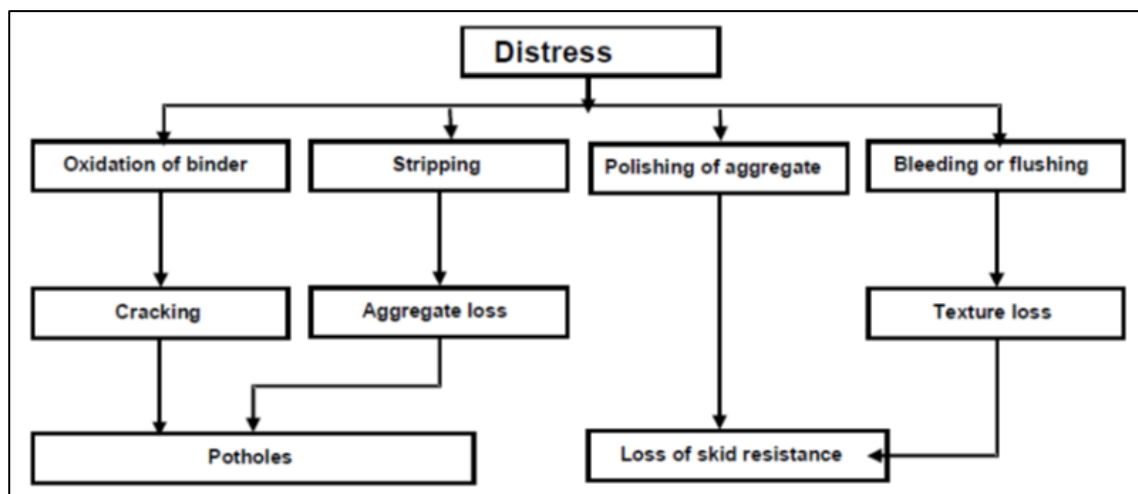 Distress
Oxidation of binder
Stripping
Polishing of aggregate
Bleeding or flushing
Cracking
Aggregate loss
Texture loss
Potholes
Loss of skid resistance